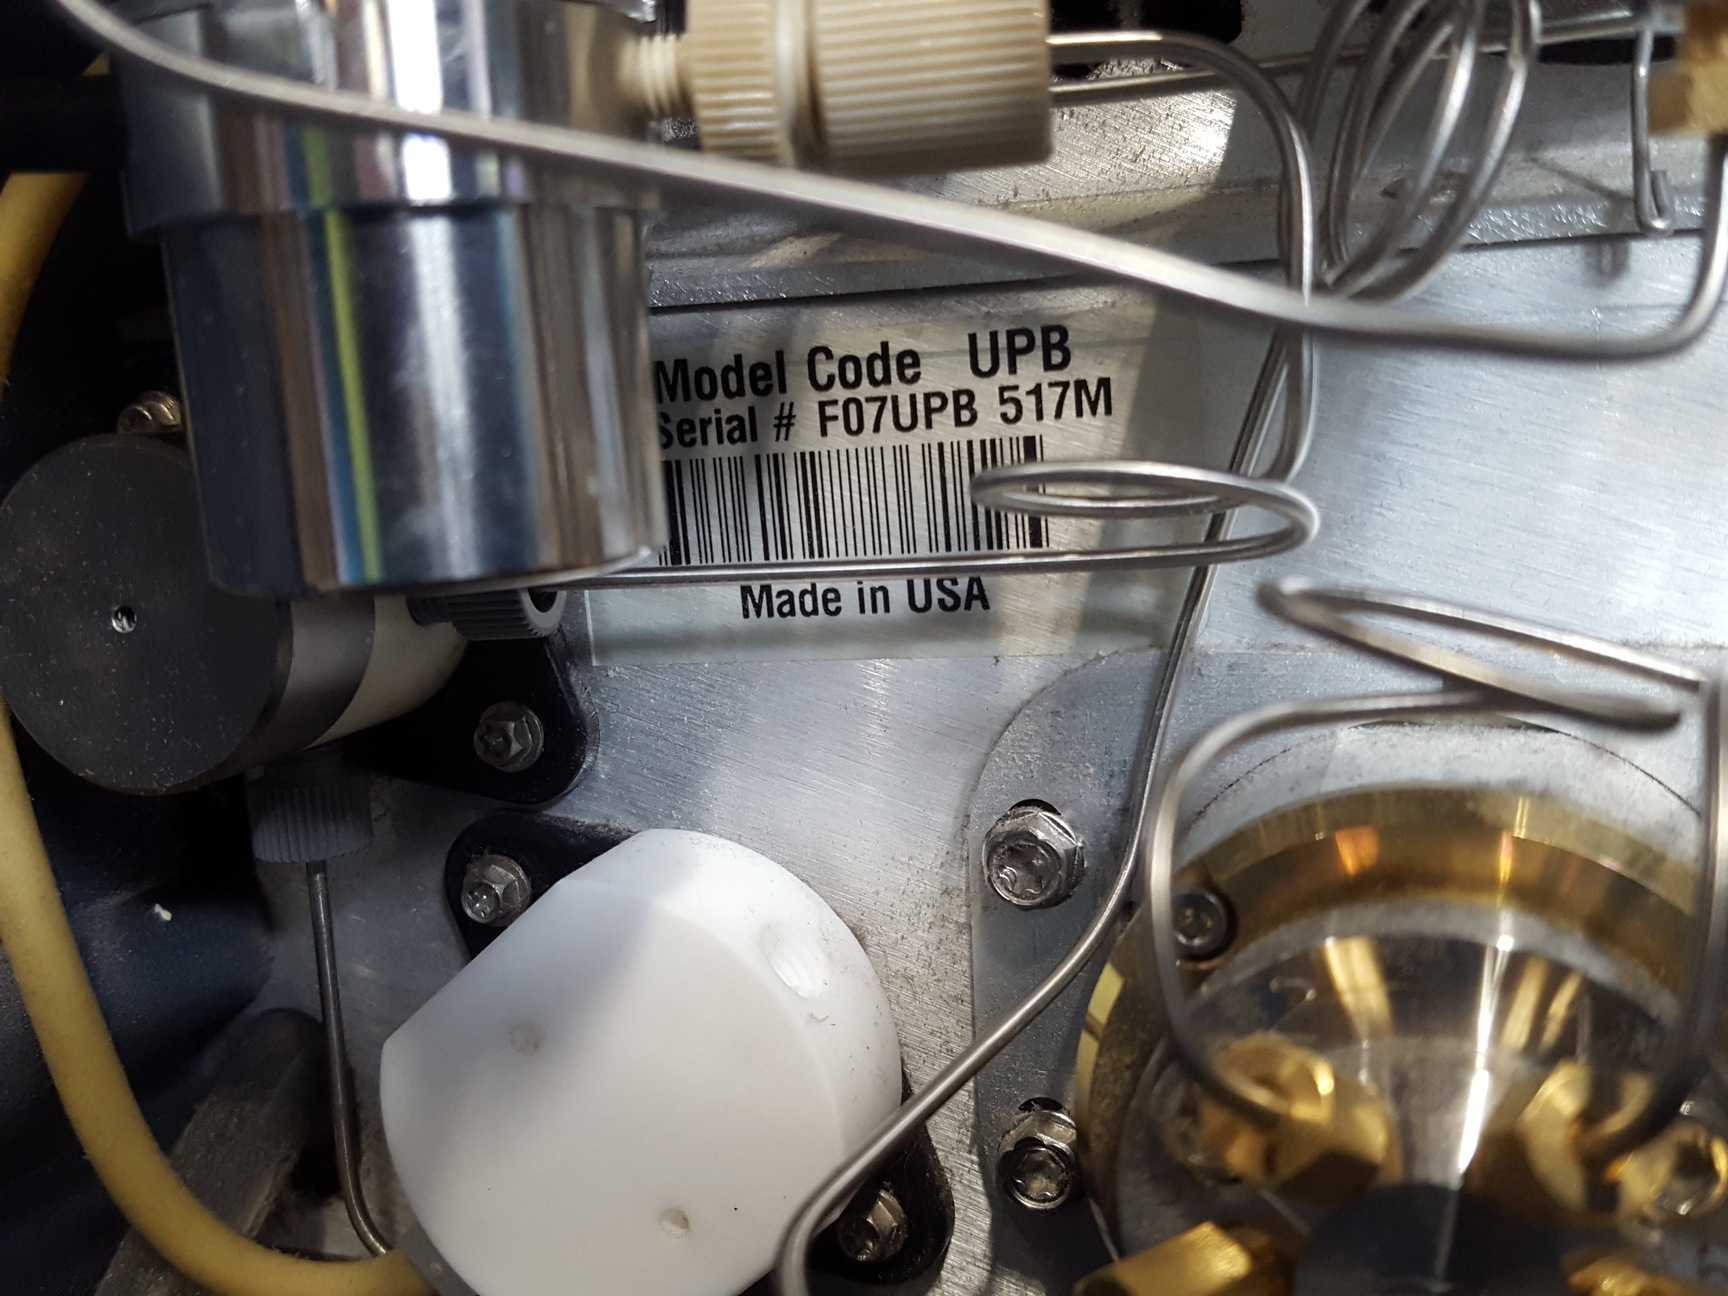 Model Code UPB
Serial # F07UPB 517M
Made in USA